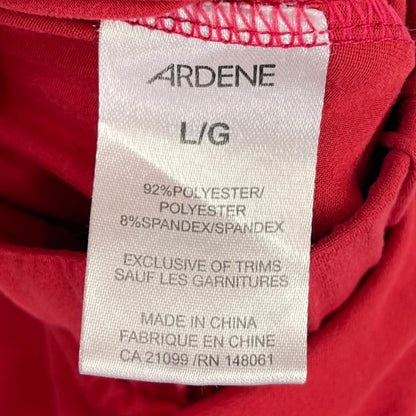 ARDENE
L/G
92%POLYESTER/
POLYESTER
8%SPANDEX/SPANDEX
EXCLUSIVE OF TRIMS
SAUF LES GARNITURES
MADE IN CHINA
FABRIQUE EN CHINE
CA 21099 /RN 148061